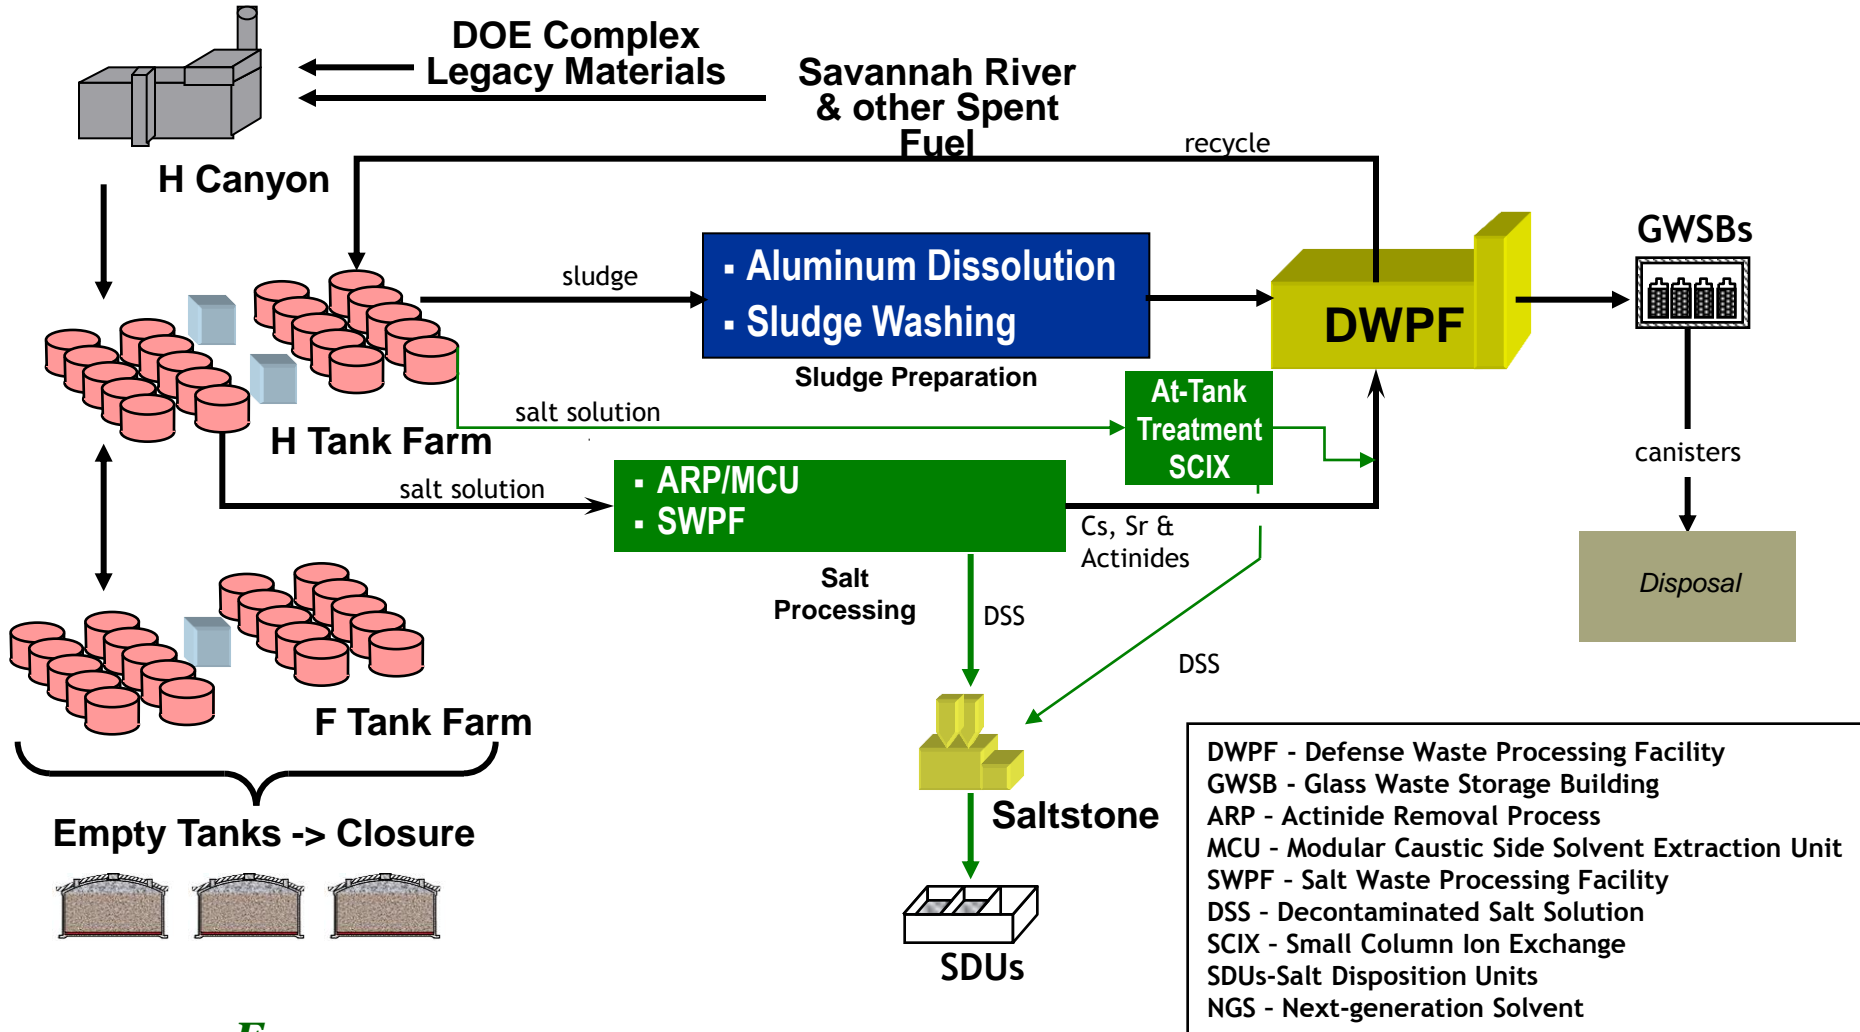 DOE Complex
Legacy Materials
Savannah River
& other Spent
Fuel
H Canyon
recycle
GWSBs
sludge
▪ Aluminum Dissolution
▪ Sludge Washing
Sludge Preparation
DWPF
At-Tank
Treatment
SCIX
salt solution
H Tank Farm
salt solution
▪ ARP/MCU
▪ SWPF
Cs, Sr &
Actinides
canisters
Salt
Processing
Disposal
DSS
DSS
F Tank Farm
Empty Tanks -> Closure
Saltstone
SDUs
DWPF - Defense Waste Processing Facility
GWSB - Glass Waste Storage Building
ARP – Actinide Removal Process
MCU – Modular Caustic Side Solvent Extraction Unit
SWPF – Salt Waste Processing Facility
DSS – Decontaminated Salt Solution
SCIX – Small Column Ion Exchange
SDUs-Salt Disposition Units
NGS – Next-generation Solvent